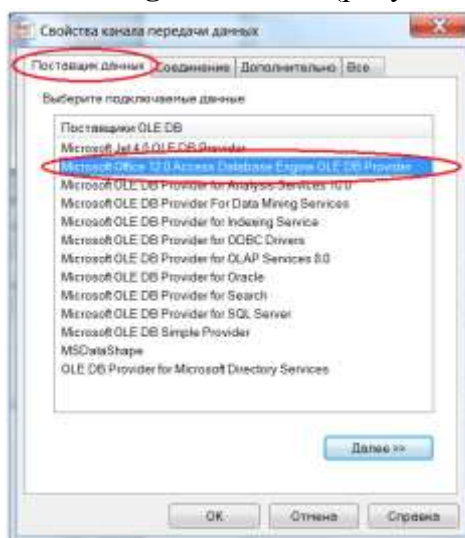 Свойства канала передачи данных
Поставщик данных Соединение Дополнительно Все
Выберите подключаемые данные
Поставщики OLE DB
Microsoft Jet 4.0 OLE DB Provider
Microsoft Office 12.0 Access Database Engine OLE DB Provider
Microsoft OLE DB Provider for Analysis Services 10.0
Microsoft OLE DB Provider For Data Mining Services
Microsoft OLE DB Provider for Indexing Service
Microsoft OLE DB Provider for ODBC Drivers
Microsoft OLE DB Provider for OLAP Services 8.0
Microsoft OLE DB Provider for Oracle
Microsoft OLE DB Provider for Search
Microsoft OLE DB Provider for SQL Server
Microsoft OLE DB Simple Provider
MSDataShape
OLE DB Provider for Microsoft Directory Services
Далее >>
OK Отмена Справка